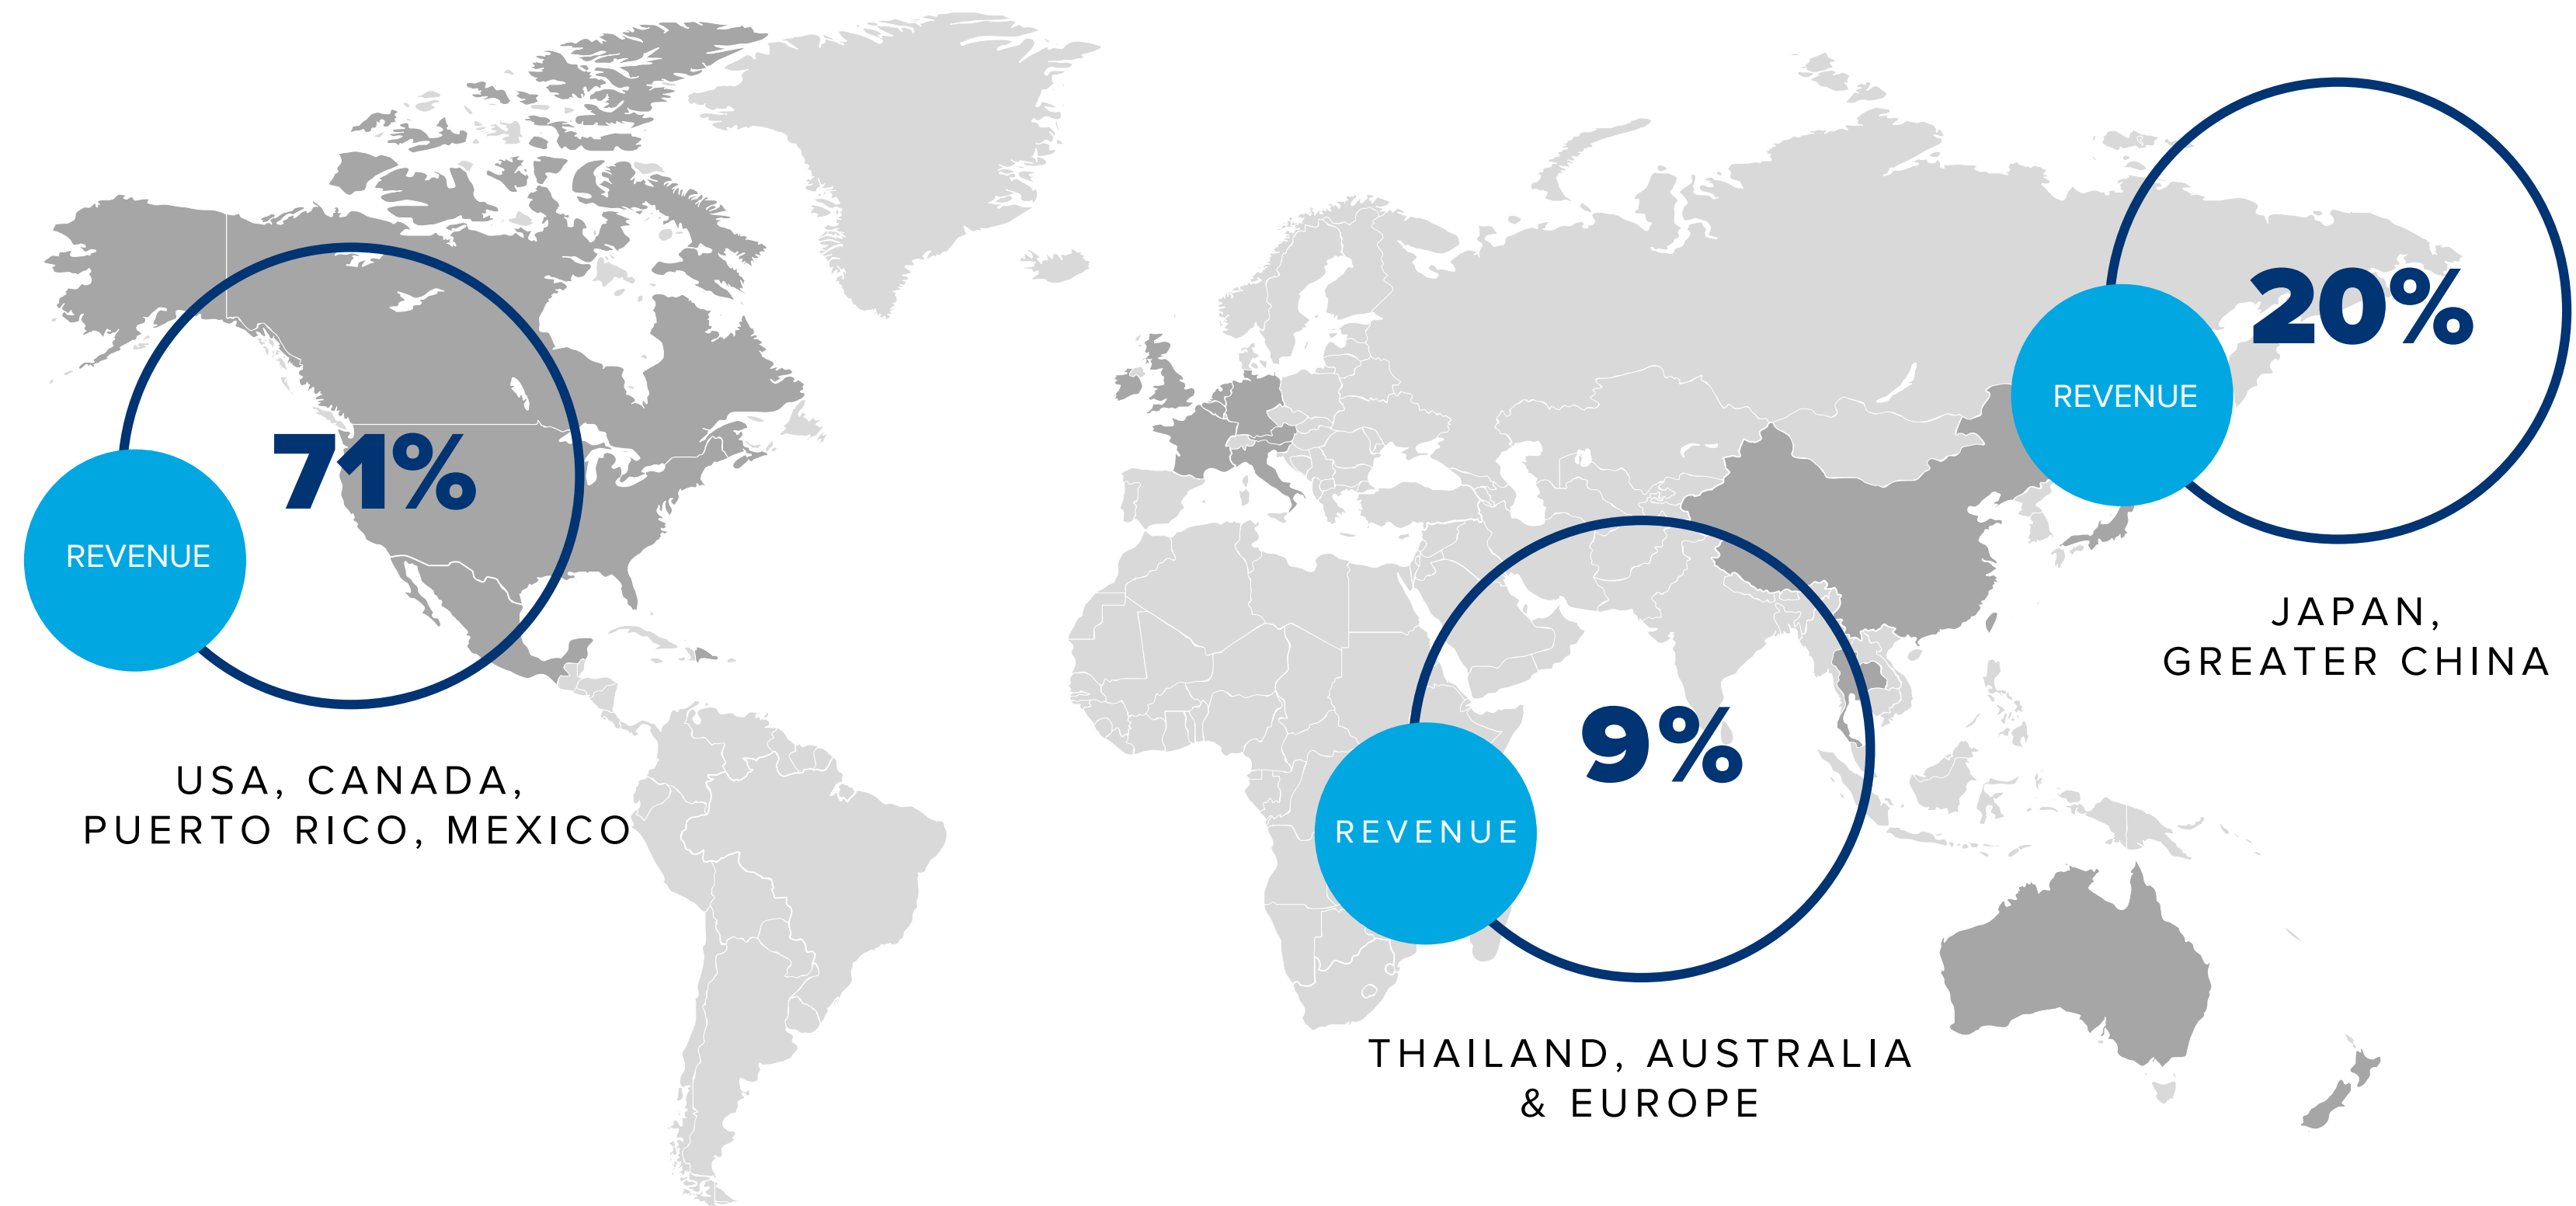 71%
REVENUE
USA, CANADA,
PUERTO RICO, MEXICO
9%
REVENUE
THAILAND, AUSTRALIA
& EUROPE
20%
REVENUE
JAPAN,
GREATER CHINA